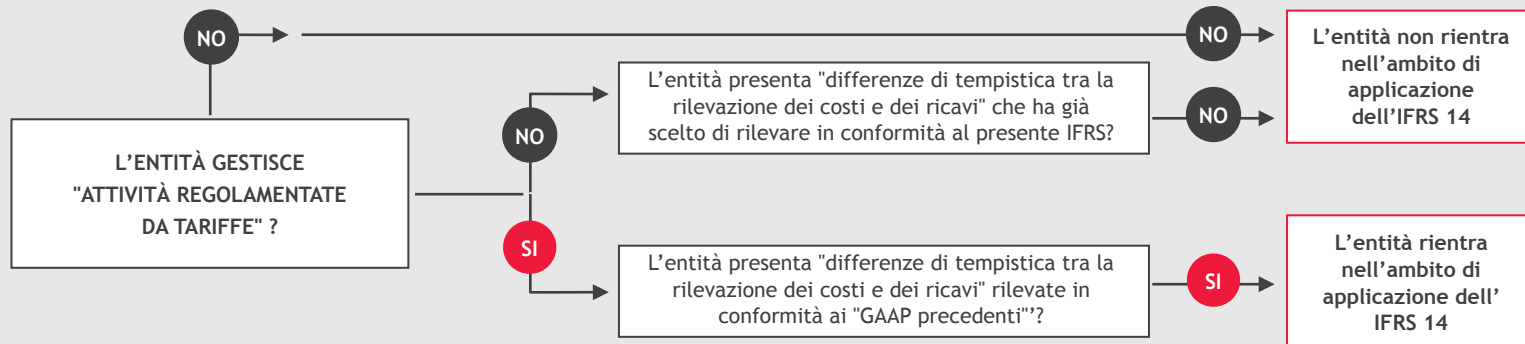 NO
NO
L'entità non rientra
nell'ambito di
applicazione
dell'IFRS 14
L'entità presenta "differenze di tempistica tra la
rilevazione dei costi e dei ricavi" che ha già
scelto di rilevare in conformità al presente IFRS?
NO
NO
L'ENTITÀ GESTISCE
"ATTIVITÀ REGOLAMENTATE
DA TARIFFE" ?
SI
L'entità presenta "differenze di tempistica tra la
rilevazione dei costi e dei ricavi" rilevate in
conformità ai "GAAP precedenti"'?
SI
L'entità rientra
nell'ambito di
applicazione dell'
IFRS 14